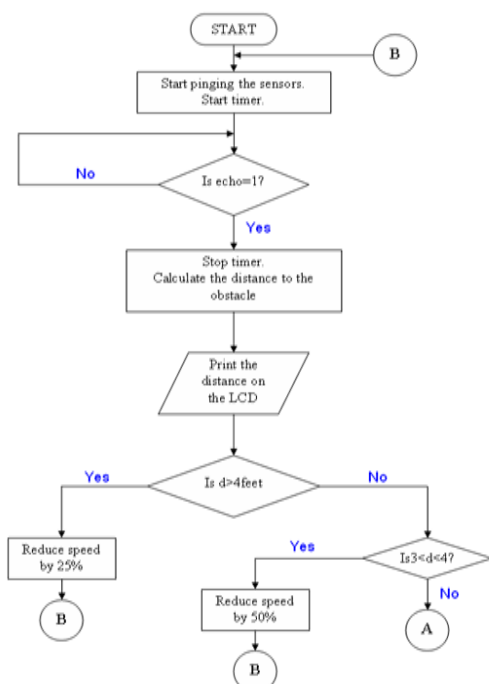 START
B
Start pinging the sensors.
Start timer.
Is echo=1?
No
Yes
Stop timer.
Calculate the distance to the
obstacle
Print the
distance on
the LCD
Is d>4feet
Yes
No
Reduce speed
by 25%
B
Is3<d<4?
Yes
No
Reduce speed
by 50%
B
A